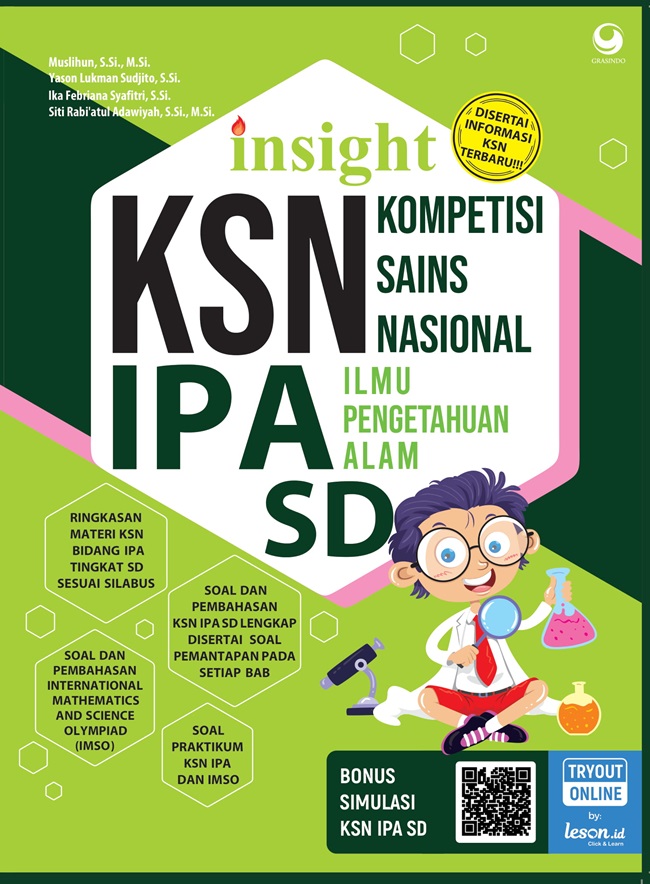 Muslihun, S.Si., M.Si.
Yason Lukman Sudjito, S.Si.
Ika Febriana Syafitri, S.Si.
Siti Rabi'atul Adawiyah, S.Si., M.Si.
GRASINDO
insight
DISERTAI
INFORMASI
KSN
TERBARU!!!
KSN
KOMPETISI
SAINS
NASIONAL
IPA
ILMU
PENGETAHUAN
ALAM
SD
RINGKASAN
MATERI KSN
BIDANG IPA
TINGKAT SD
SESUAI SILABUS
SOAL DAN
PEMBAHASAN
KSN IPA SD LENGKAP
DISERTAI SOAL
PEMANTAPAN PADA
SETIAP BAB
SOAL DAN
PEMBAHASAN
INTERNATIONAL
MATHEMATICS
AND SCIENCE
OLYMPIAD
(IMSO)
SOAL
PRAKTIKUM
KSN IPA
DAN IMSO
BONUS
SIMULASI
KSN IPA SD
TRYOUT
ONLINE
by:
leson.id
Click & Learn